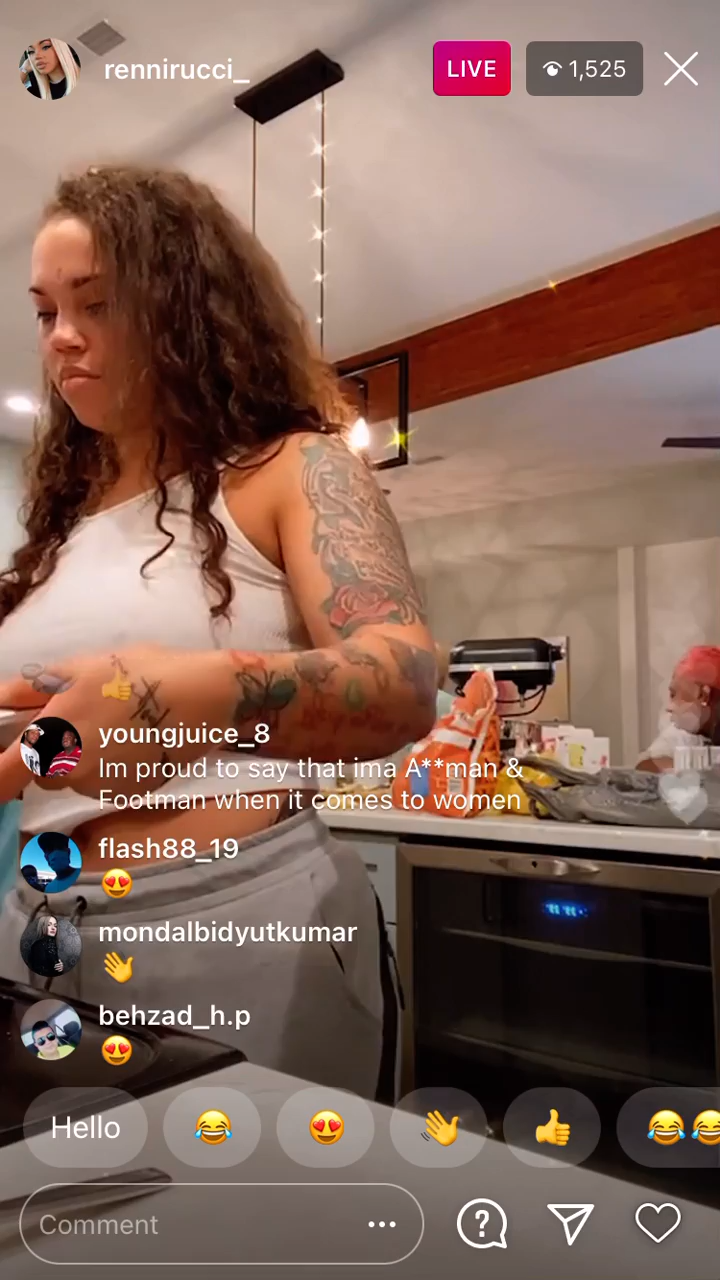 rennirucci_
LIVE
1,525
youngjuice_8
Im proud to say that ima A**man &
Footman when it comes to women
flash88_19
😍
mondalbidyutkumar
👋
behzad_h.p
😍
Hello 😂 😍 👋 👍 😂😂
Comment